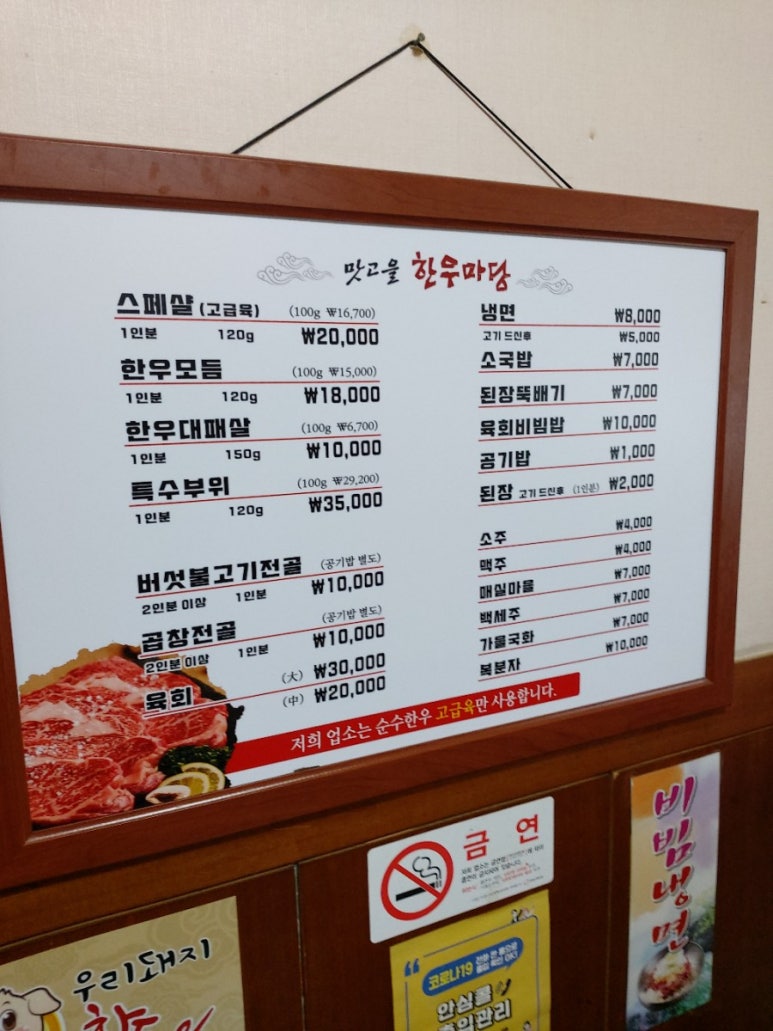 맛고을 한우마당
스페샬 (고급육) (100g ₩16,700)
1인분 120g ₩20,000
한우모듬 (100g ₩15,000)
1인분 120g ₩18,000
한우대패살 (100g ₩6,700)
1인분 150g ₩10,000
특수부위 (100g ₩29,200)
1인분 120g ₩35,000
버섯불고기전골 (공기밥 별도)
2인분 이상 1인분 ₩10,000
곱창전골 (공기밥 별도)
2인분 이상 1인분 ₩10,000
육회 (大) ₩30,000
(中) ₩20,000
냉면 ₩8,000
고기 드신후 ₩5,000
소국밥 ₩7,000
된장뚝배기 ₩7,000
육회비빔밥 ₩10,000
공기밥 ₩1,000
된장 고기 드신후 (1인분) ₩2,000
소주 ₩4,000
맥주 ₩4,000
매실마을 ₩7,000
백세주 ₩7,000
가을국화 ₩7,000
복분자 ₩10,000
저희 업소는 순수한우 고급육만 사용합니다.
금연
비빔냉면
코로나19
안심콜
출입관리
우리돼지